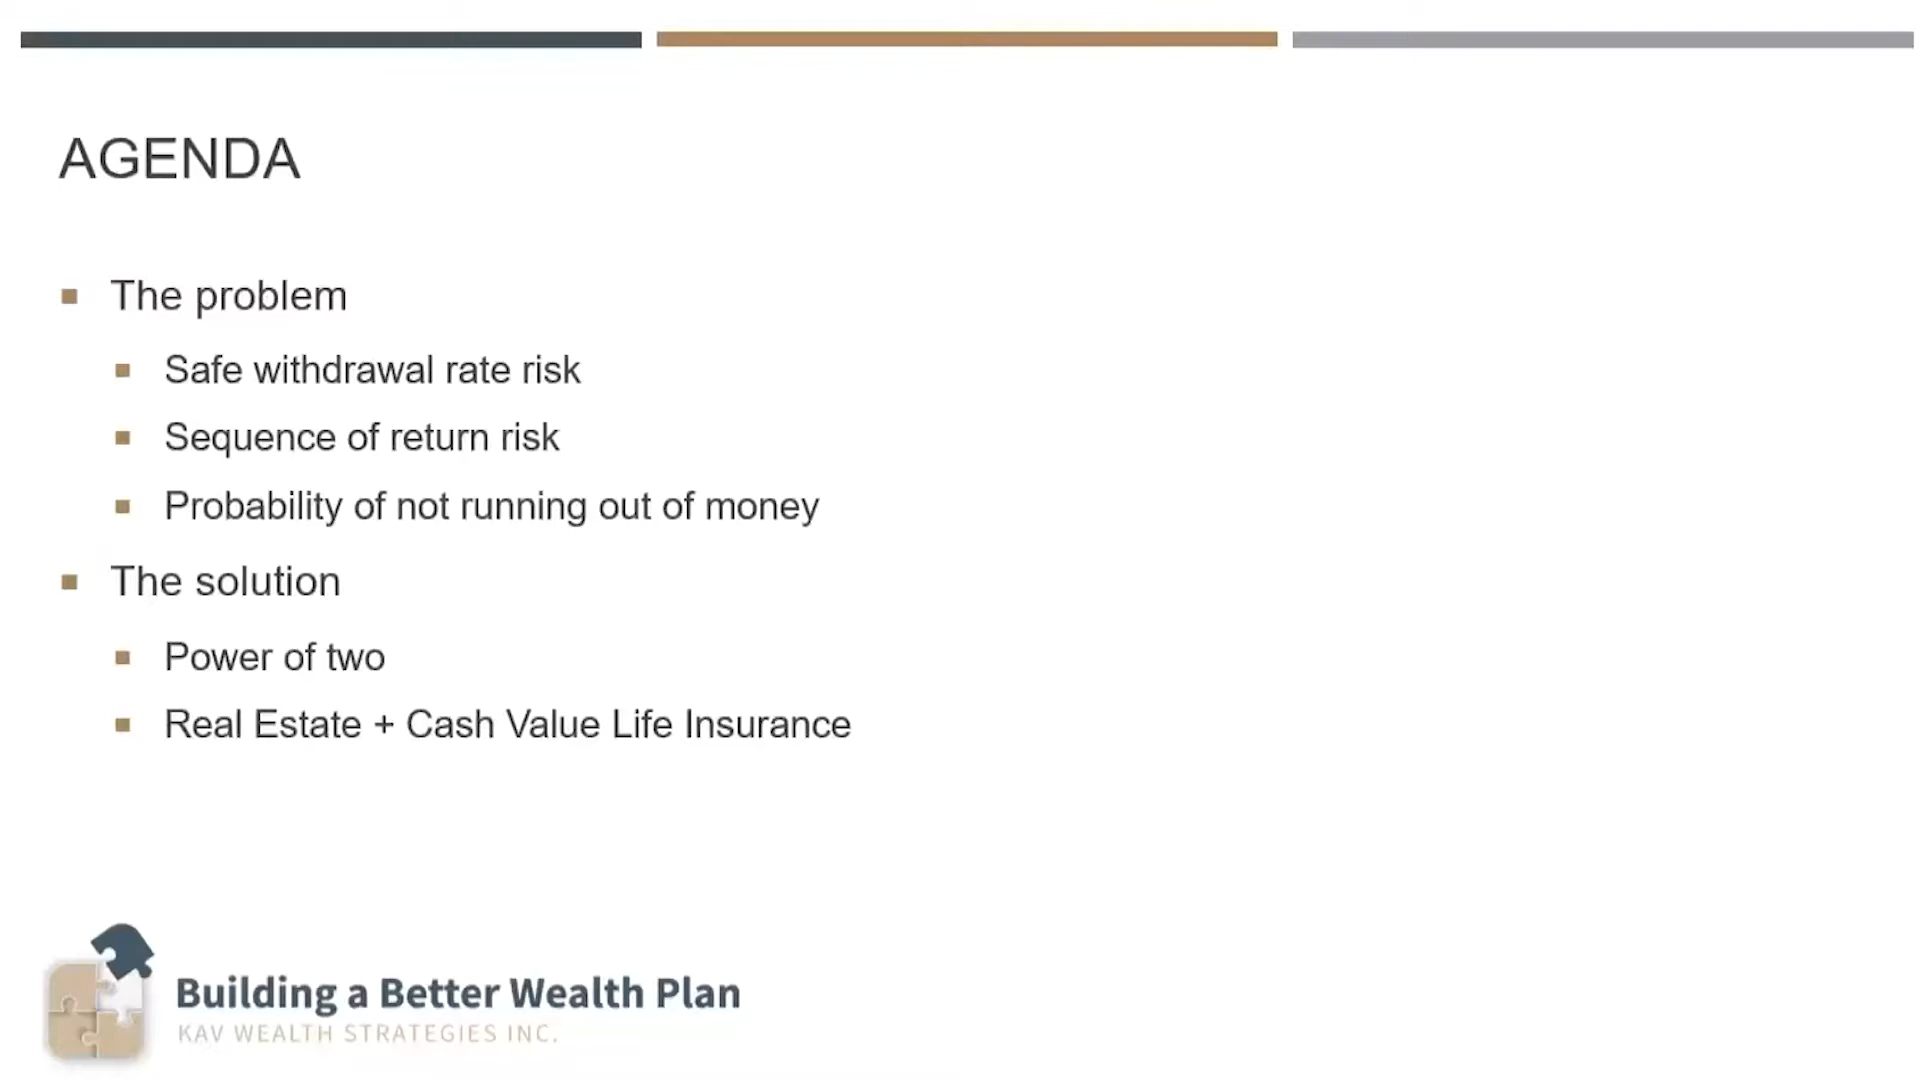 AGENDA
The problem
Safe withdrawal rate risk
Sequence of return risk
Probability of not running out of money
The solution
Power of two
Real Estate + Cash Value Life Insurance
Building a Better Wealth Plan
KAV WEALTH STRATEGIES INC.